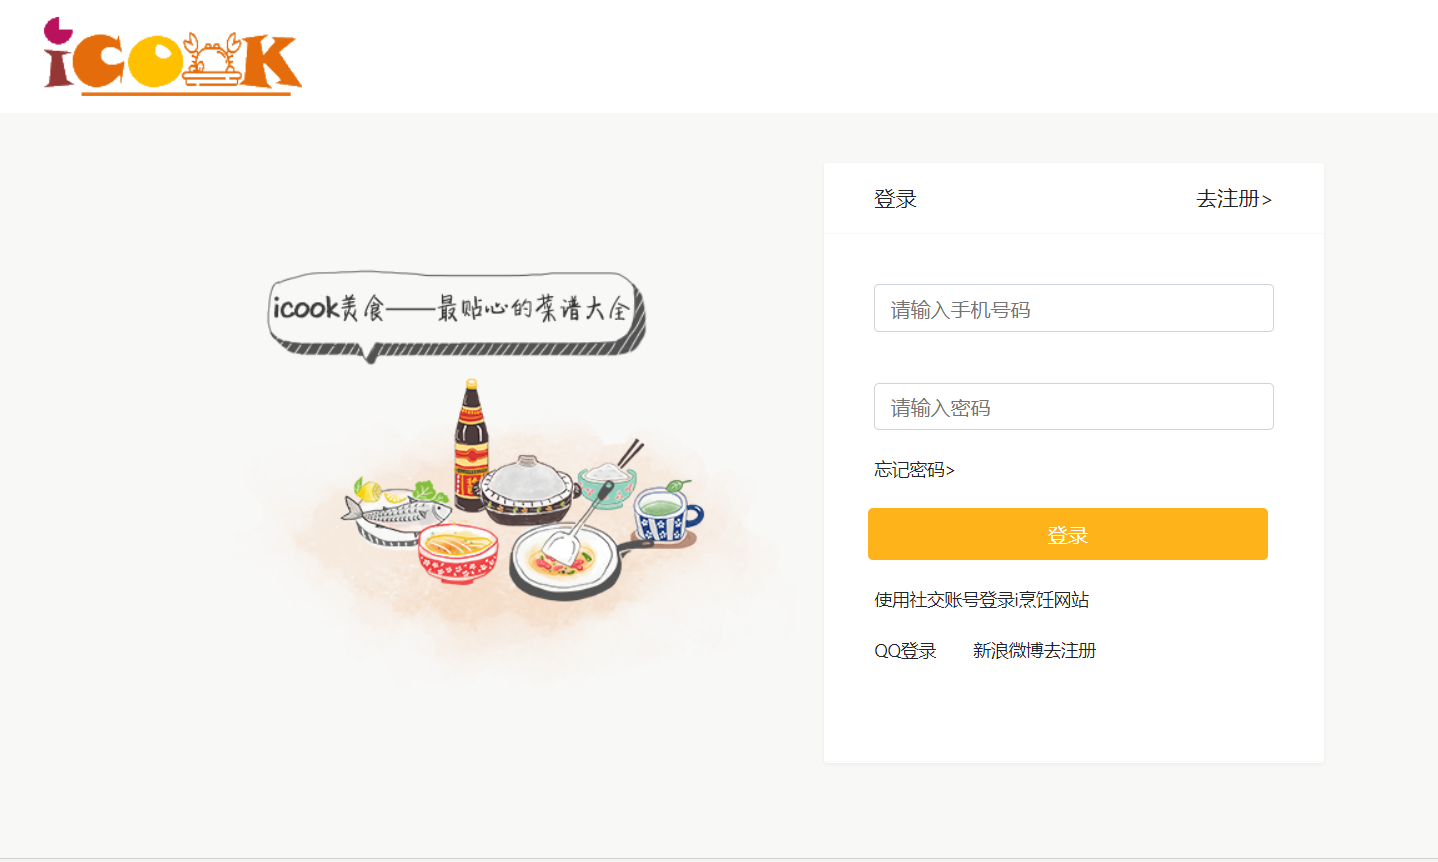 icook
icook美食——最贴心的菜谱大全
登录
去注册>
请输入手机号码
请输入密码
忘记密码>
登录
使用社交账号登录i烹饪网站
QQ登录 新浪微博去注册